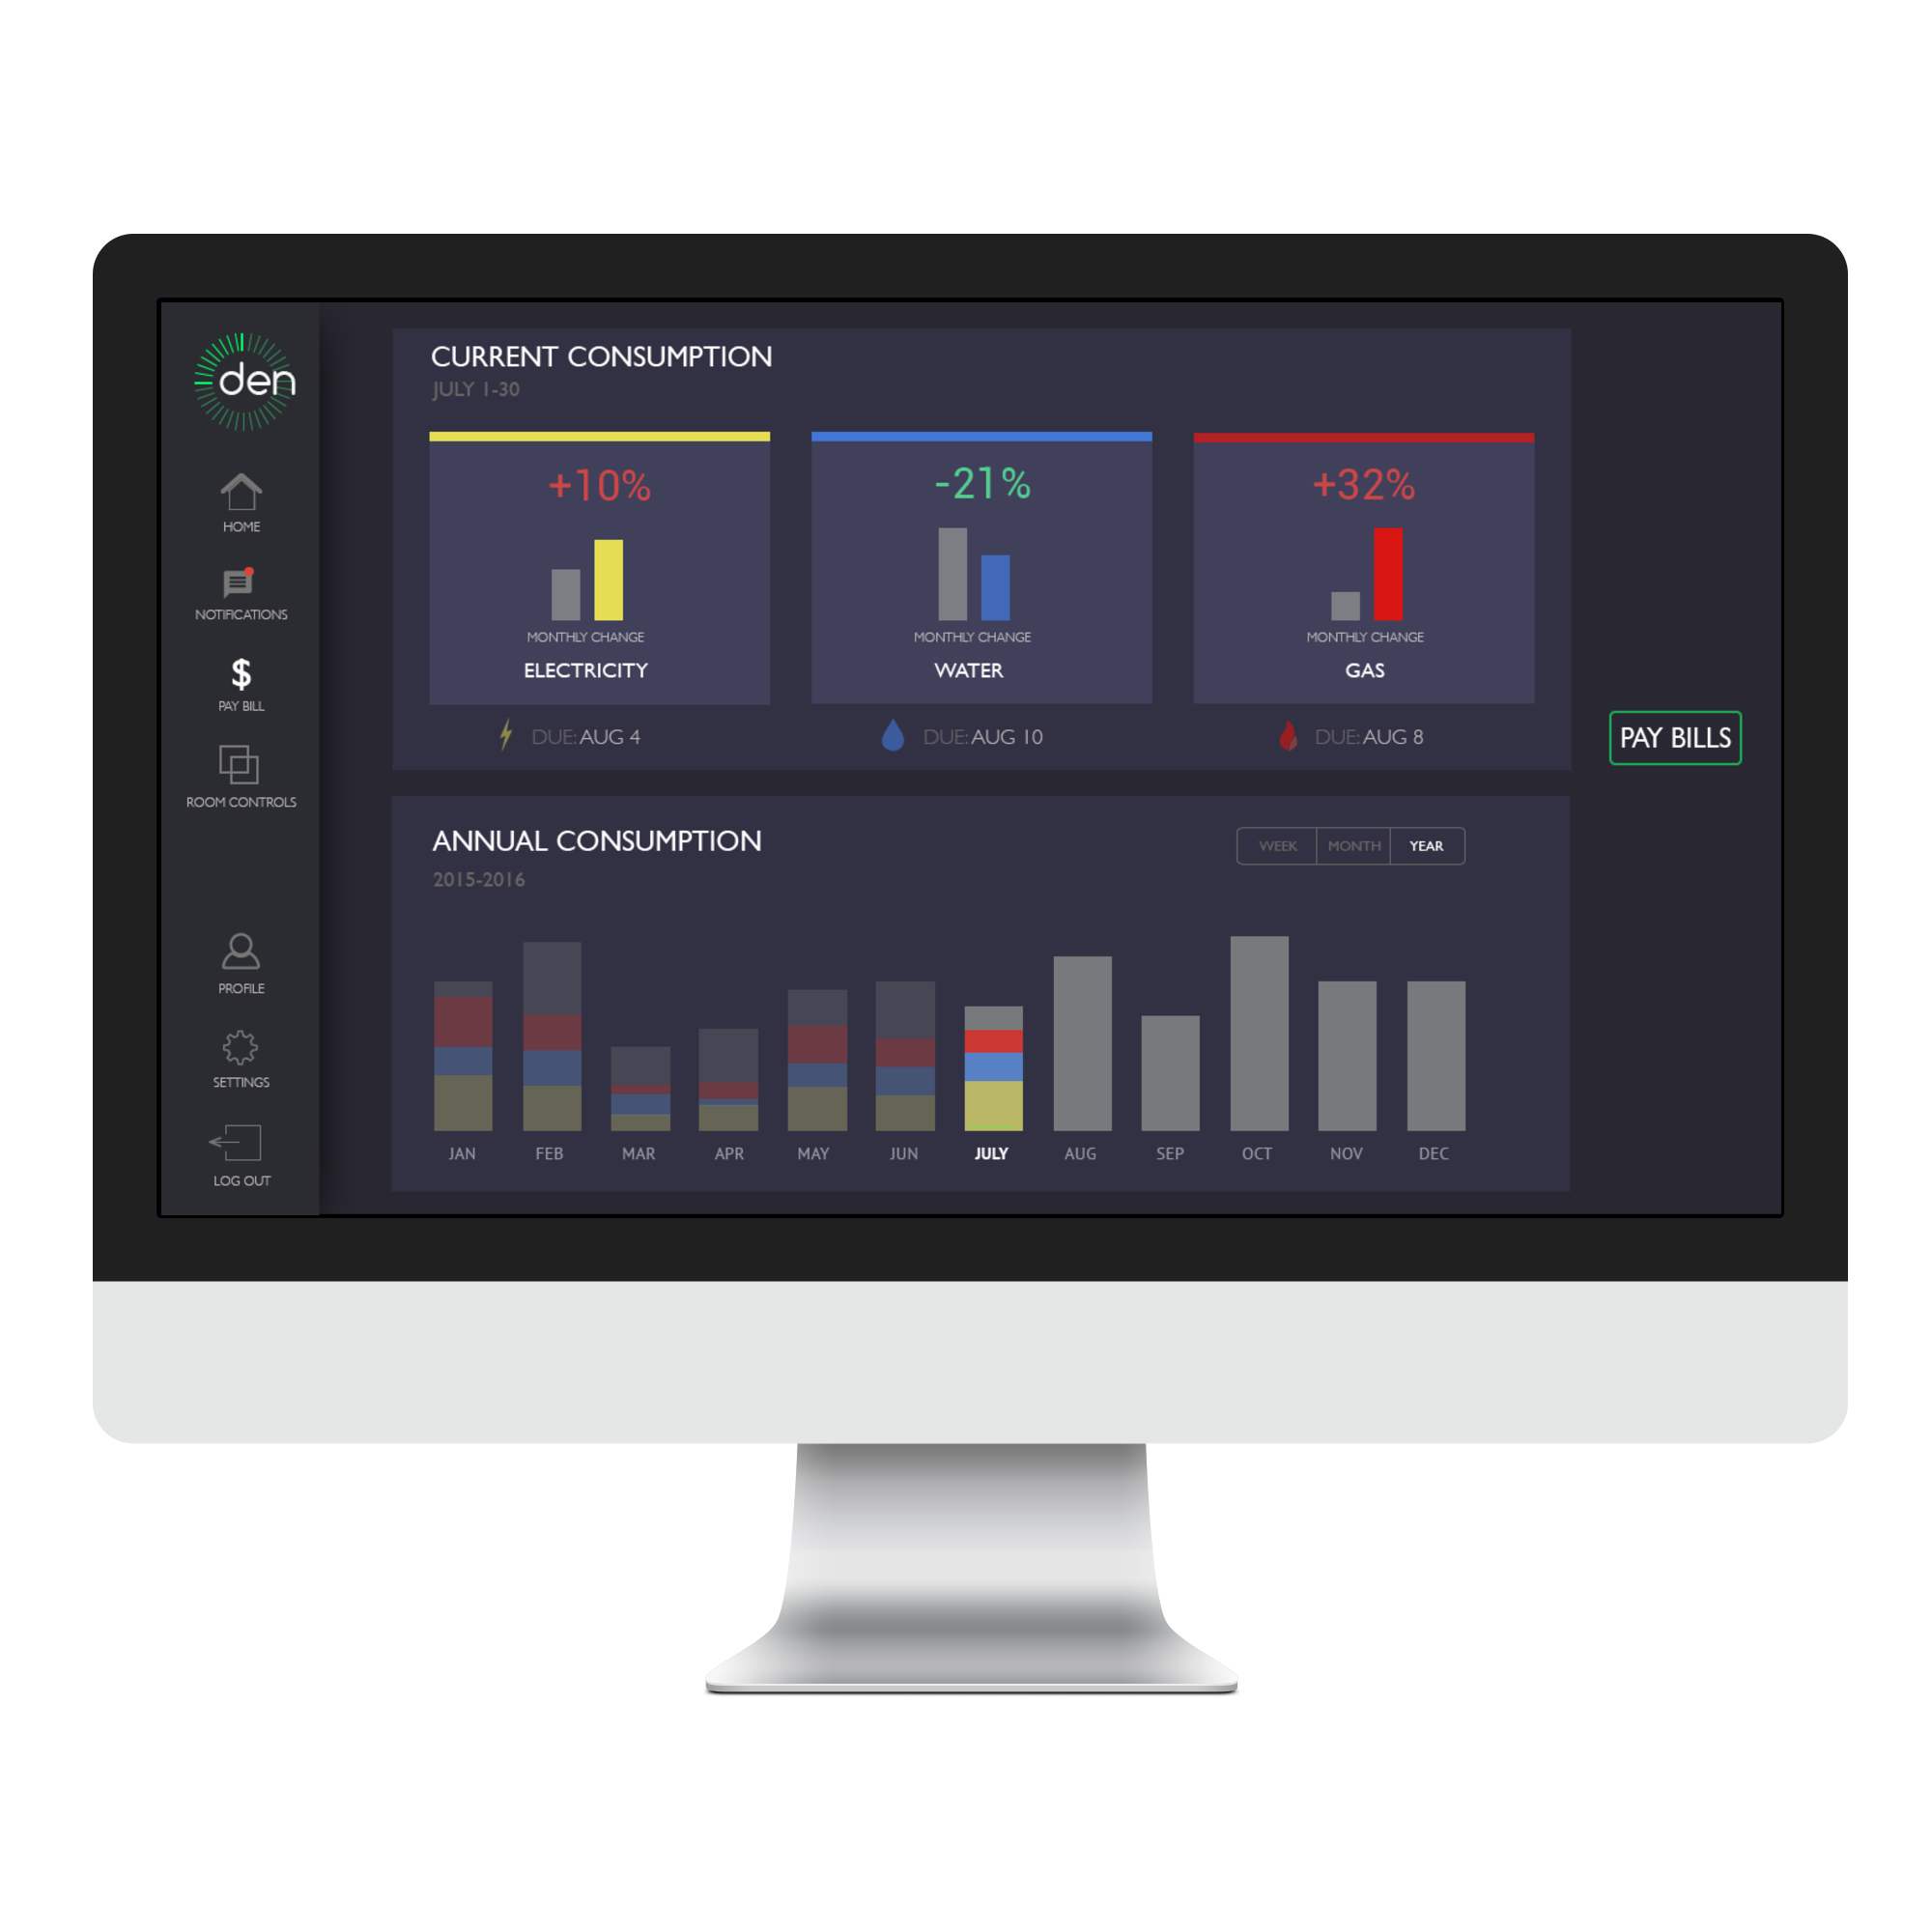 den
HOME
NOTIFICATIONS
$
PAY BILL
ROOM CONTROLS
PROFILE
SETTINGS
LOG OUT
CURRENT CONSUMPTION
JULY 1-30
+10%
MONTHLY CHANGE
ELECTRICITY
DUE: AUG 4
-21%
MONTHLY CHANGE
WATER
DUE: AUG 10
+32%
MONTHLY CHANGE
GAS
DUE: AUG 8
PAY BILLS
ANNUAL CONSUMPTION
2015-2016
WEEK MONTH YEAR
JAN FEB MAR APR MAY JUN JULY AUG SEP OCT NOV DEC